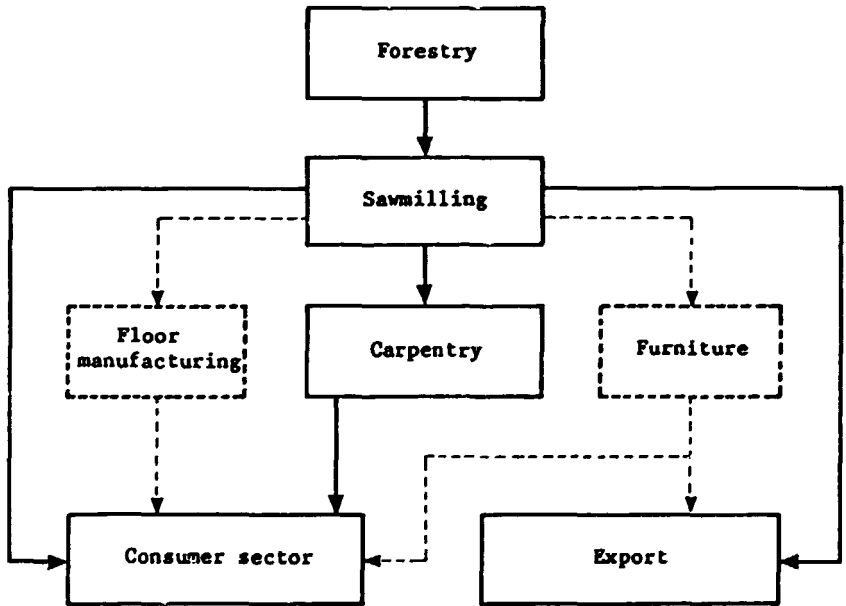 Forestry
Sawmilling
Floor
manufacturing
Carpentry
Furniture
Consumer sector
Export